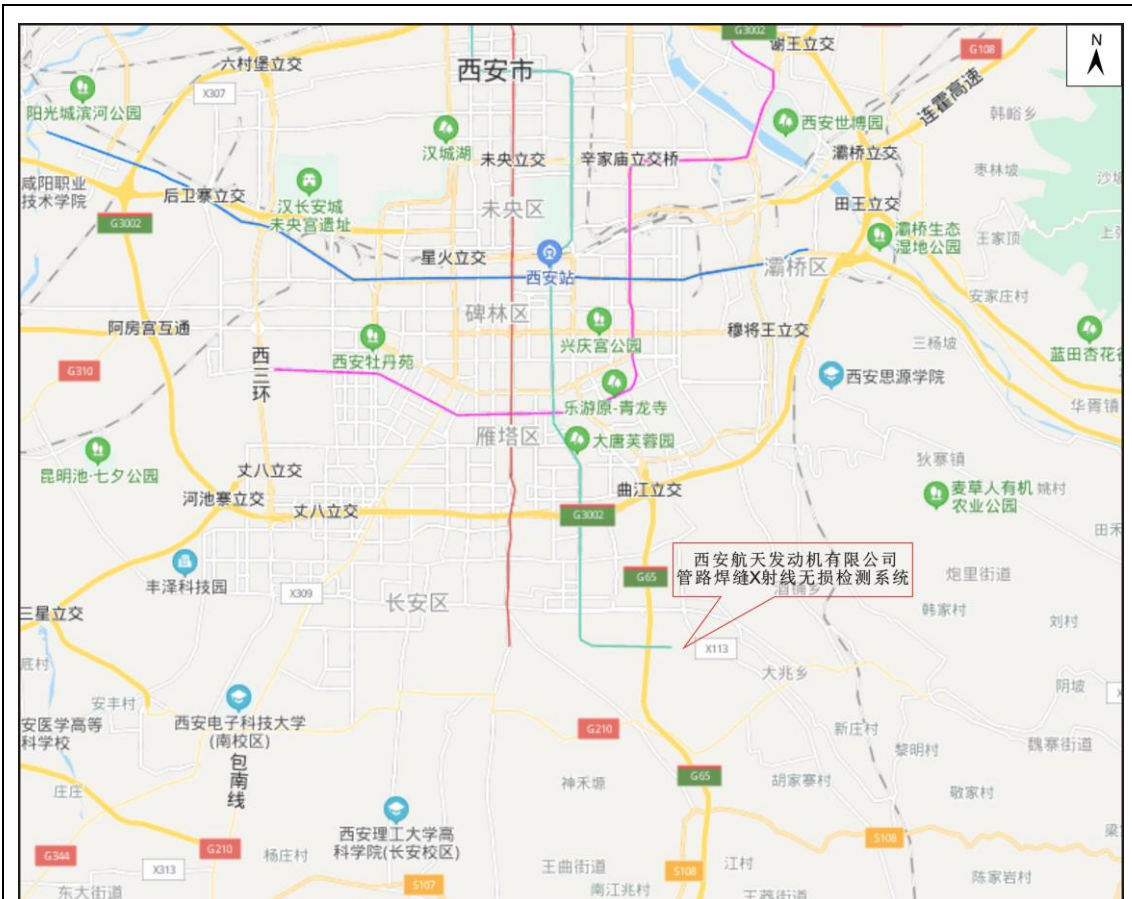 G3002
谢王立交
G108
N
六村堡立交
西安市
X307
连霍高速
阳光城滨河公园
西安世博园
韩峪乡
汉城湖
未央立交
辛家庙立交桥
灞桥立交
枣林坡
咸阳职业
技术学院
后卫寨立交
汉长安城
未央宫遗址
未央区
田王立交
G3002
灞桥生态
湿地公园
王家顶
星火立交
西安站
灞桥区
安家庄村
碑林区
阿房宫互通
兴庆宫公园
穆将王立交
三杨坡
西安牡丹苑
西三环
G310
西安思源学院
蓝田杏花谷
乐游原-青龙寺
华胥镇
雁塔区
大唐芙蓉园
狄寨镇
昆明池·七夕公园
丈八立交
曲江立交
麦草人有机
农业公园
姚村
河池寨立交
丈八立交
G3002
田禾
西安航天发动机有限公司
管路焊缝X射线无损检测系统
丰泽科技园
X309
G65
炮里街道
长安区
韩家村
三星立交
刘村
X113
底村
大兆乡
安丰村
阴坡
西安电子科技大学
(南校区)
安医学高等
科学校
G210
新庄村
黎明村
魏寨街道
包南线
G65
神禾塬
胡家寨村
庄庄
敬家村
西安理工大学高
科学院(长安校区)
G210
S108
G344
杨庄村
X313
王曲街道
江村
S108
陈家岩村
东大街道
S107
南江兆村
王莽街道